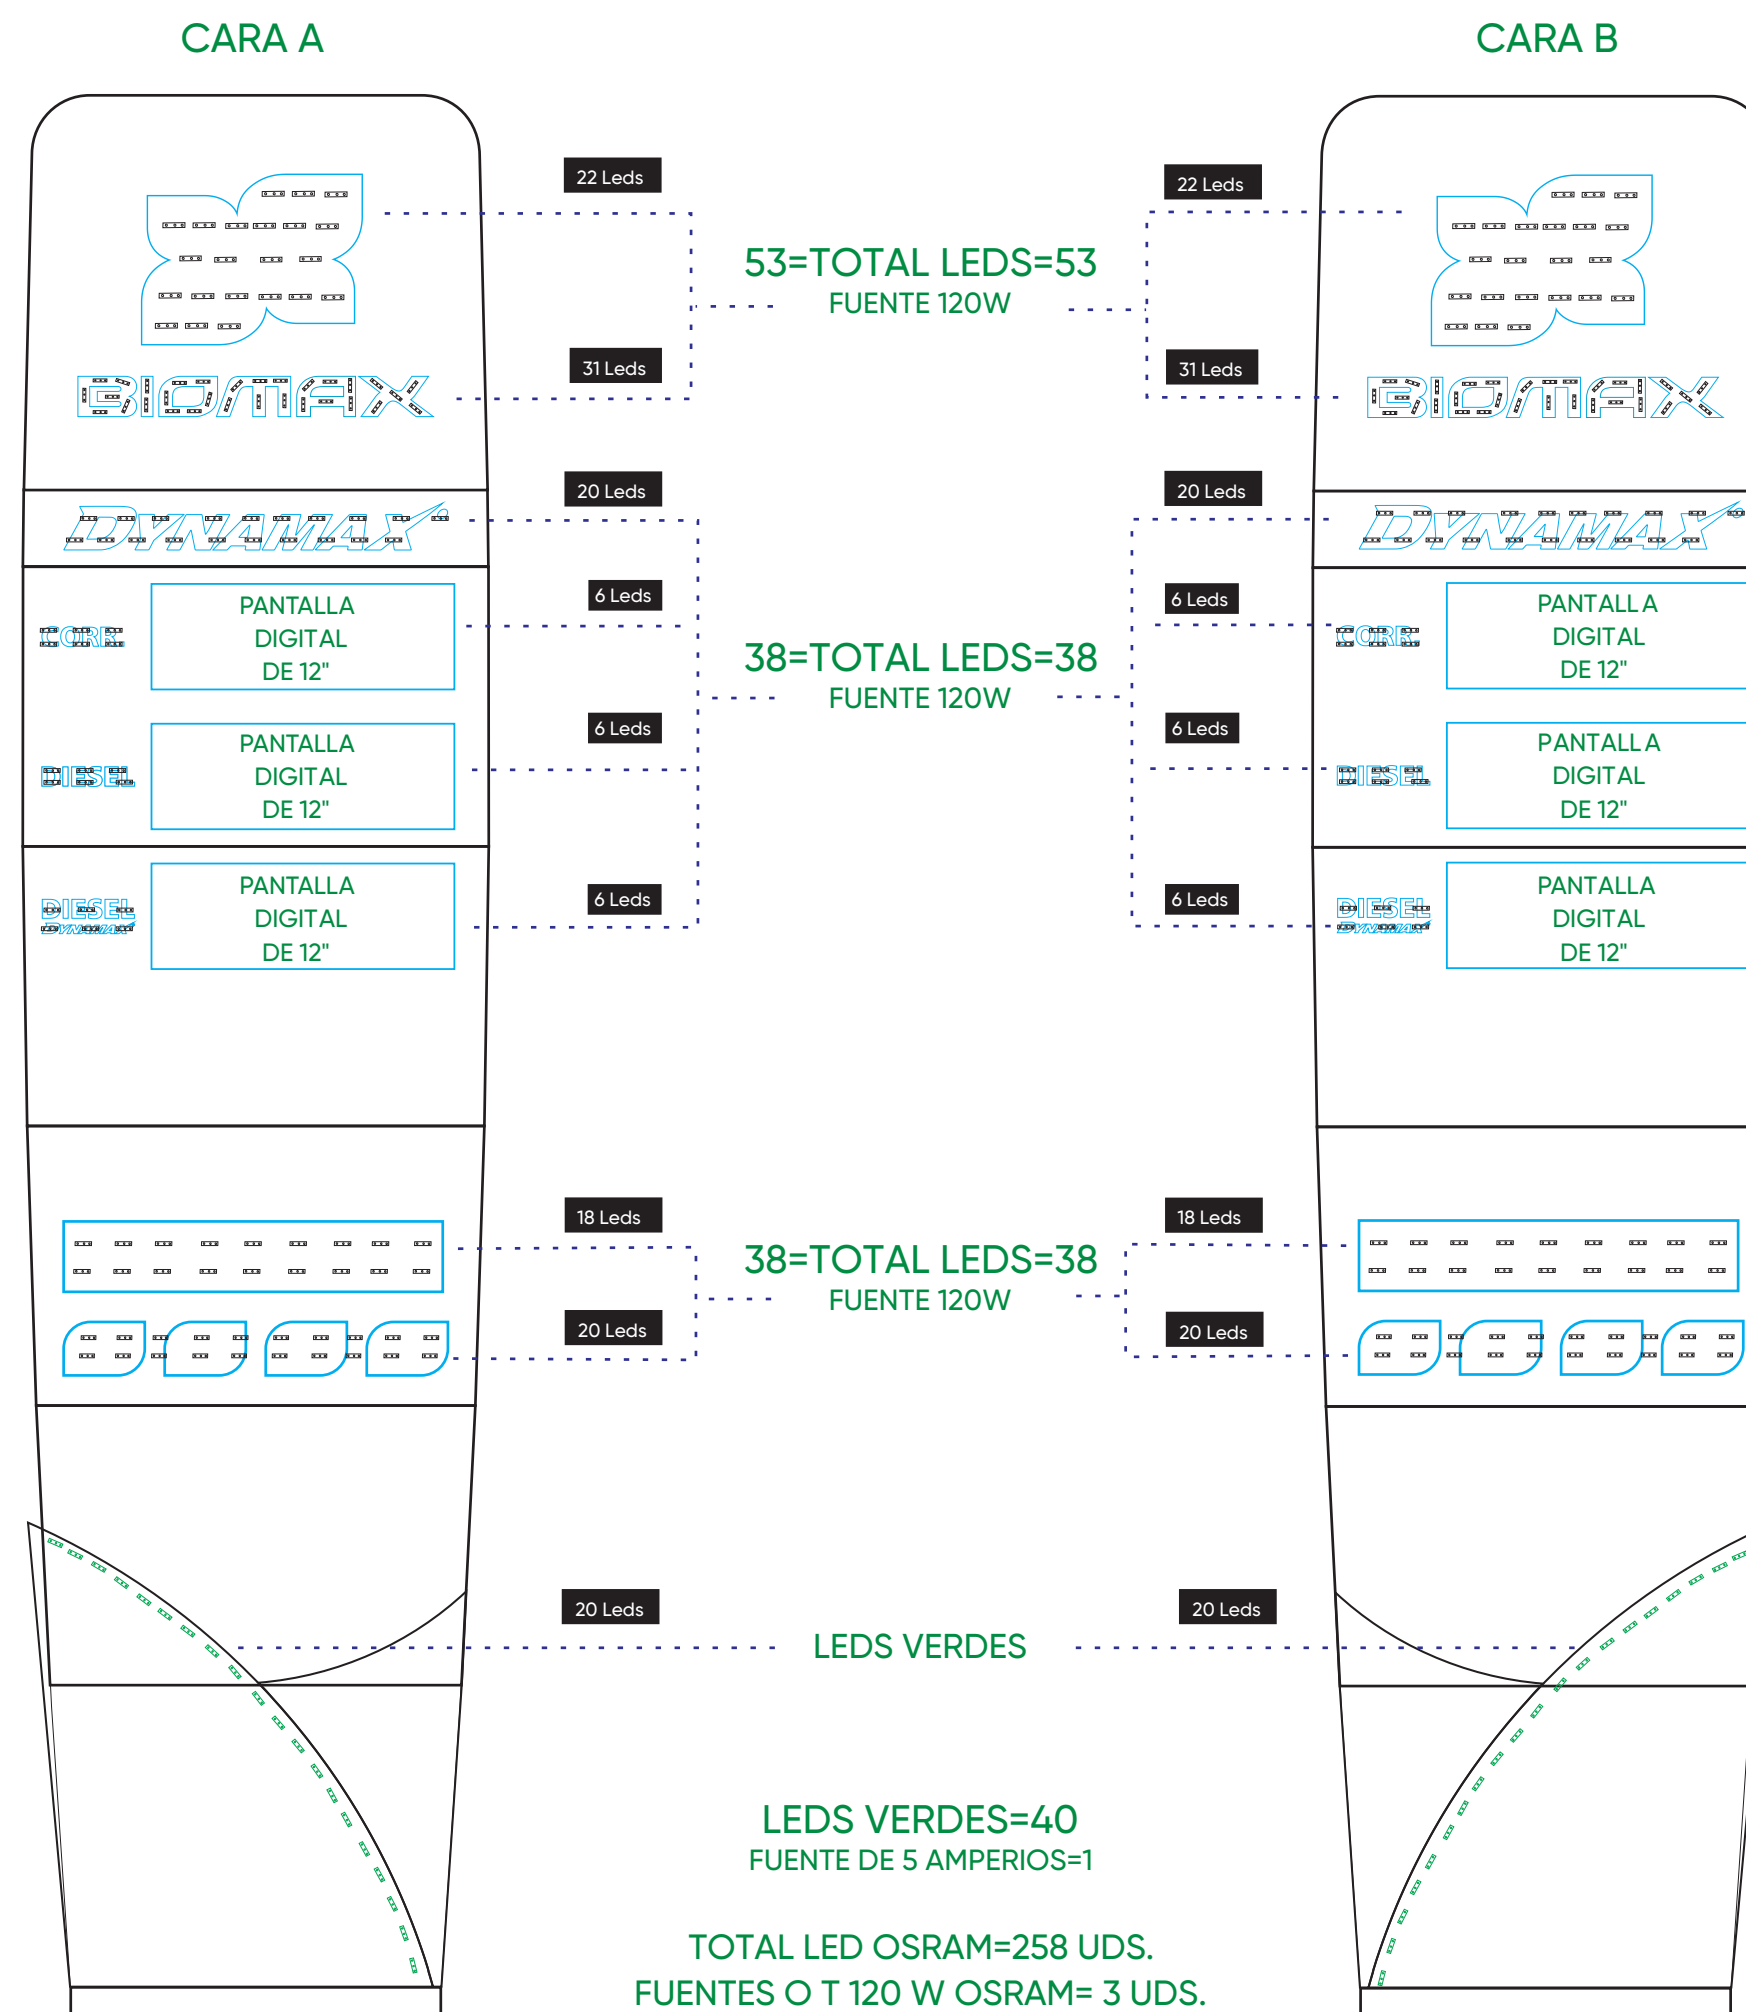 CARA A
CARA B
22 Leds
22 Leds
53=TOTAL LEDS=53
FUENTE 120W
31 Leds
31 Leds
BIOMAX
BIOMAX
20 Leds
20 Leds
DYNAMAX
DYNAMAX
6 Leds
6 Leds
CORR.
PANTALLA
DIGITAL
DE 12"
CORR.
PANTALLA
DIGITAL
DE 12"
38=TOTAL LEDS=38
FUENTE 120W
6 Leds
6 Leds
DIESEL
PANTALLA
DIGITAL
DE 12"
DIESEL
PANTALLA
DIGITAL
DE 12"
6 Leds
6 Leds
DIESEL
DYNAMAX
PANTALLA
DIGITAL
DE 12"
DIESEL
DYNAMAX
PANTALLA
DIGITAL
DE 12"
18 Leds
18 Leds
38=TOTAL LEDS=38
FUENTE 120W
20 Leds
20 Leds
20 Leds
20 Leds
LEDS VERDES
LEDS VERDES=40
FUENTE DE 5 AMPERIOS=1
TOTAL LED OSRAM=258 UDS.
FUENTES O T 120 W OSRAM= 3 UDS.